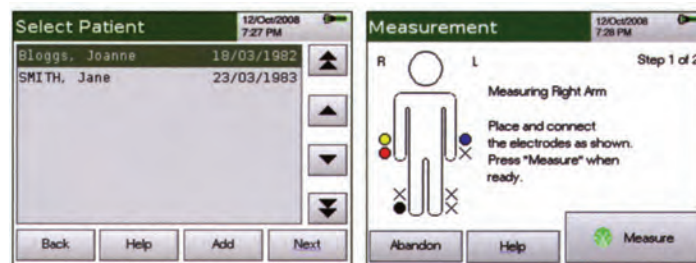 Select Patient
12/Oct/2008
7:27 PM
Bloggs, Joanne 18/03/1982
SMITH, Jane 23/03/1983
Back Help Add Next
Measurement
12/Oct/2008
7:28 PM
R L Step 1 of 2
Measuring Right Arm
Place and connect
the electrodes as shown.
Press "Measure" when
ready.
Abandon Help Measure